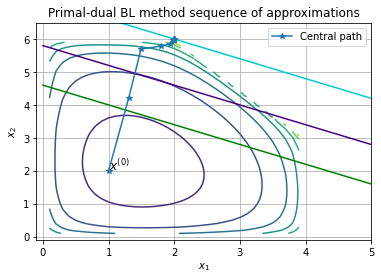 Primal-dual BL method sequence of approximations
Central path
x^(0)
x₂
6
5
4
3
2
1
0
0 1 2 3 4 5
x₁